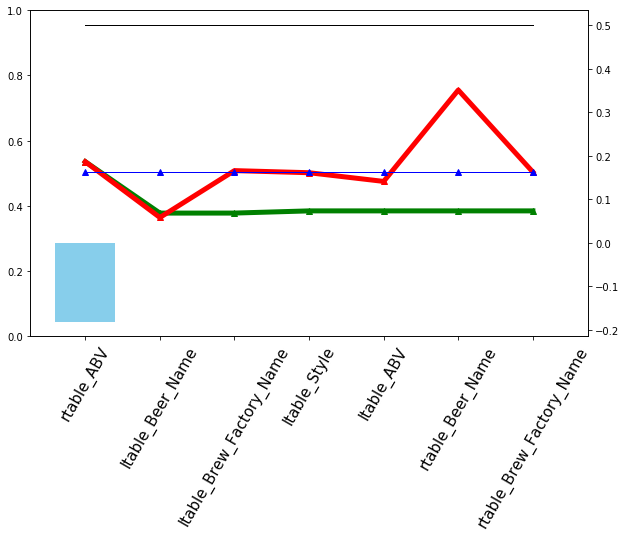 1.0
0.8
0.6
0.4
0.2
0.0
0.5
0.4
0.3
0.2
0.1
0.0
−0.1
−0.2
rtable_ABV
ltable_Beer_Name
ltable_Brew_Factory_Name
ltable_Style
ltable_ABV
rtable_Beer_Name
rtable_Brew_Factory_Name